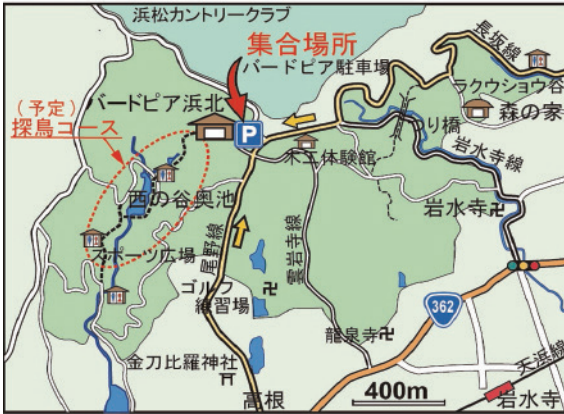 浜松カントリークラブ
集合場所
バードピア駐車場
長坂線
ラクウショウ谷
森の家
(予定)
探鳥コース
バードピア浜北
P
木工体験館
り橋
岩水寺線
西の谷奥池
岩水寺
スポーツ広場
尾野線
雲岩寺線
ゴルフ
練習場
362
龍泉寺
天浜線
金刀比羅神社
高根
400m
岩水寺